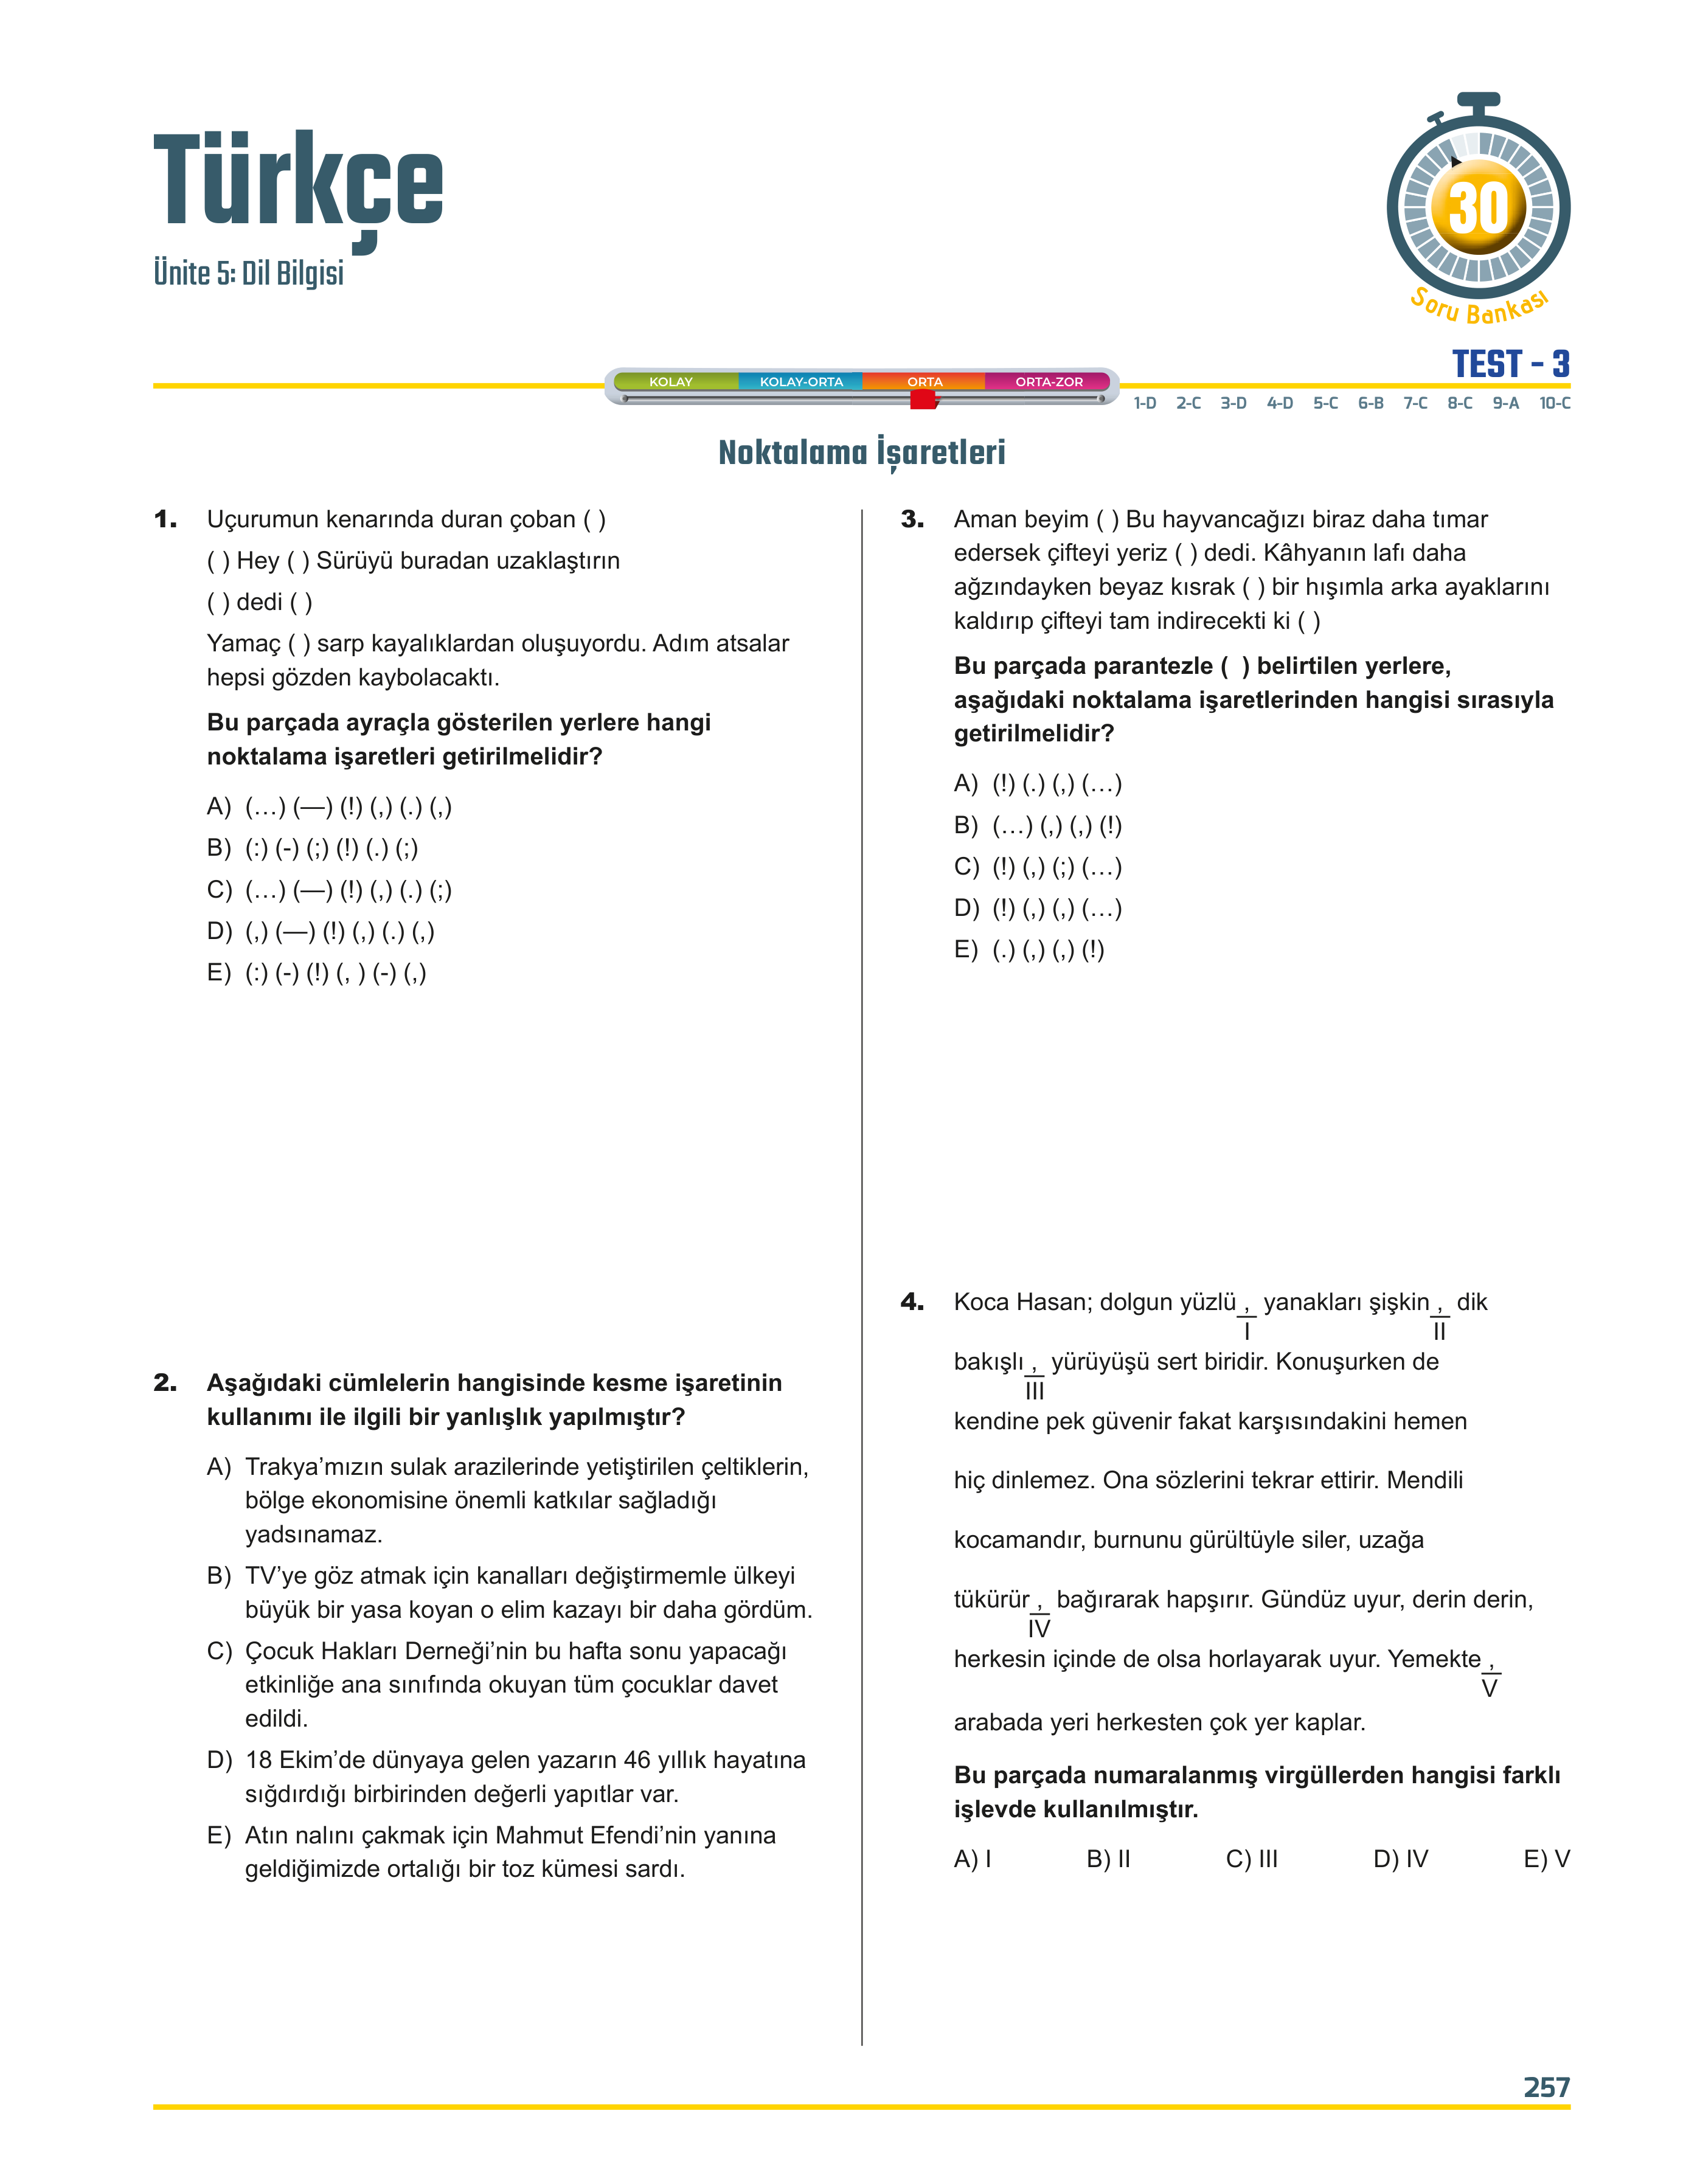 Türkçe
Ünite 5: Dil Bilgisi
30
Soru Bankası
TEST - 3
KOLAY KOLAY-ORTA ORTA ORTA-ZOR
1-D 2-C 3-D 4-D 5-C 6-B 7-C 8-C 9-A 10-C
Noktalama İşaretleri
1. Uçurumun kenarında duran çoban ( )
( ) Hey ( ) Sürüyü buradan uzaklaştırın
( ) dedi ( )
Yamaç ( ) sarp kayalıklardan oluşuyordu. Adım atsalar
hepsi gözden kaybolacaktı.
Bu parçada ayraçla gösterilen yerlere hangi
noktalama işaretleri getirilmelidir?
A) (…) (—) (!) (,) (.) (,)
B) (:) (-) (;) (!) (.) (;)
C) (…) (—) (!) (,) (.) (;)
D) (,) (—) (!) (,) (.) (,)
E) (:) (-) (!) (, ) (-) (,)
2. Aşağıdaki cümlelerin hangisinde kesme işaretinin
kullanımı ile ilgili bir yanlışlık yapılmıştır?
A) Trakya’mızın sulak arazilerinde yetiştirilen çeltiklerin,
bölge ekonomisine önemli katkılar sağladığı
yadsınamaz.
B) TV’ye göz atmak için kanalları değiştirmemle ülkeyi
büyük bir yasa koyan o elim kazayı bir daha gördüm.
C) Çocuk Hakları Derneği’nin bu hafta sonu yapacağı
etkinliğe ana sınıfında okuyan tüm çocuklar davet
edildi.
D) 18 Ekim’de dünyaya gelen yazarın 46 yıllık hayatına
sığdırdığı birbirinden değerli yapıtlar var.
E) Atın nalını çakmak için Mahmut Efendi’nin yanına
geldiğimizde ortalığı bir toz kümesi sardı.
3. Aman beyim ( ) Bu hayvancağızı biraz daha tımar
edersek çifteyi yeriz ( ) dedi. Kâhyanın lafı daha
ağzındayken beyaz kısrak ( ) bir hışımla arka ayaklarını
kaldırıp çifteyi tam indirecekti ki ( )
Bu parçada parantezle ( ) belirtilen yerlere,
aşağıdaki noktalama işaretlerinden hangisi sırasıyla
getirilmelidir?
A) (!) (.) (,) (…)
B) (…) (,) (,) (!)
C) (!) (,) (;) (…)
D) (!) (,) (,) (…)
E) (.) (,) (,) (!)
4. Koca Hasan; dolgun yüzlü , yanakları şişkin , dik
I II
bakışlı , yürüyüşü sert biridir. Konuşurken de
III
kendine pek güvenir fakat karşısındakini hemen
hiç dinlemez. Ona sözlerini tekrar ettirir. Mendili
kocamandır, burnunu gürültüyle siler, uzağa
tükürür , bağırarak hapşırır. Gündüz uyur, derin derin,
IV
herkesin içinde de olsa horlayarak uyur. Yemekte ,
V
arabada yeri herkesten çok yer kaplar.
Bu parçada numaralanmış virgüllerden hangisi farklı
işlevde kullanılmıştır.
A) I B) II C) III D) IV E) V
257